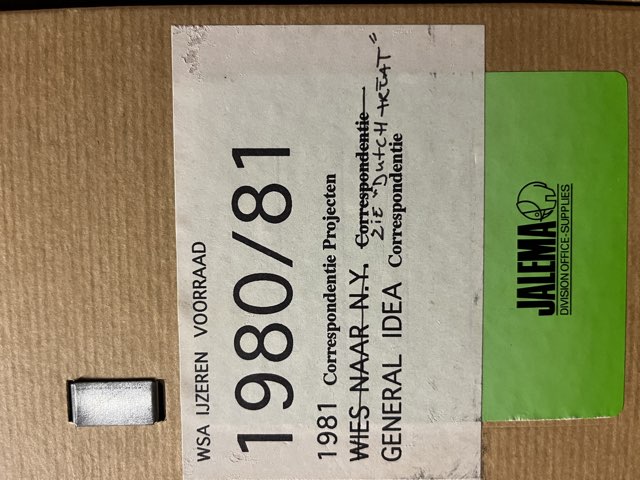 WSA IJZEREN VOORRAAD
1980/81
1981 Correspondentie Projecten
WIES NAAR N.Y. Correspondentie
ZIE "DUTCH TREAT"
GENERAL IDEA Correspondentie
JALEMA
DIVISION OFFICE-SUPPLIES